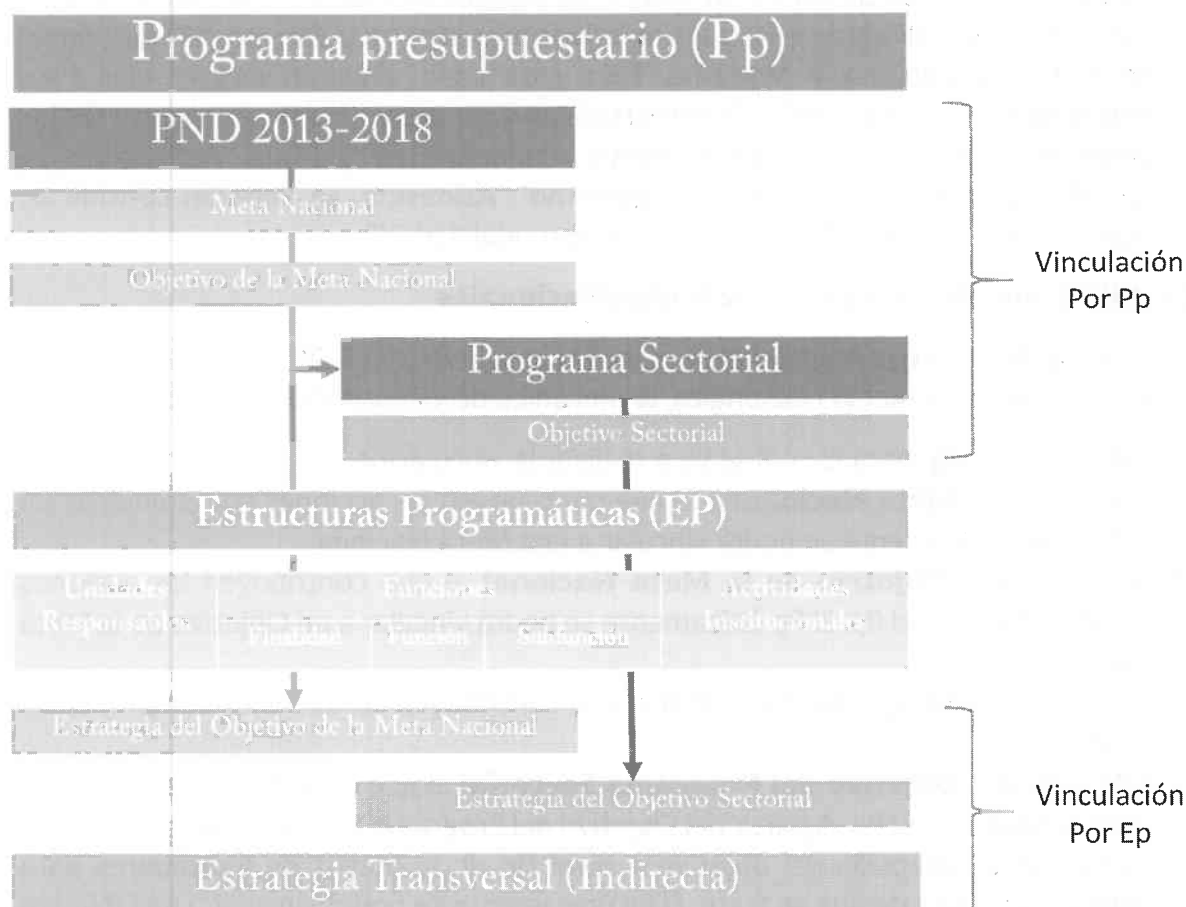 Programa presupuestario (Pp)
PND 2013-2018
Meta Nacional
Objetivo de la Meta Nacional
Vinculación
Por Pp
Programa Sectorial
Objetivo Sectorial
Estructuras Programáticas (EP)
Unidades
Responsables
Funciones
Finalidad
Función
Subfunción
Actividades
Institucionales
Estrategia del Objetivo de la Meta Nacional
Estrategia del Objetivo Sectorial
Vinculación
Por Ep
Estrategia Transversal (Indirecta)